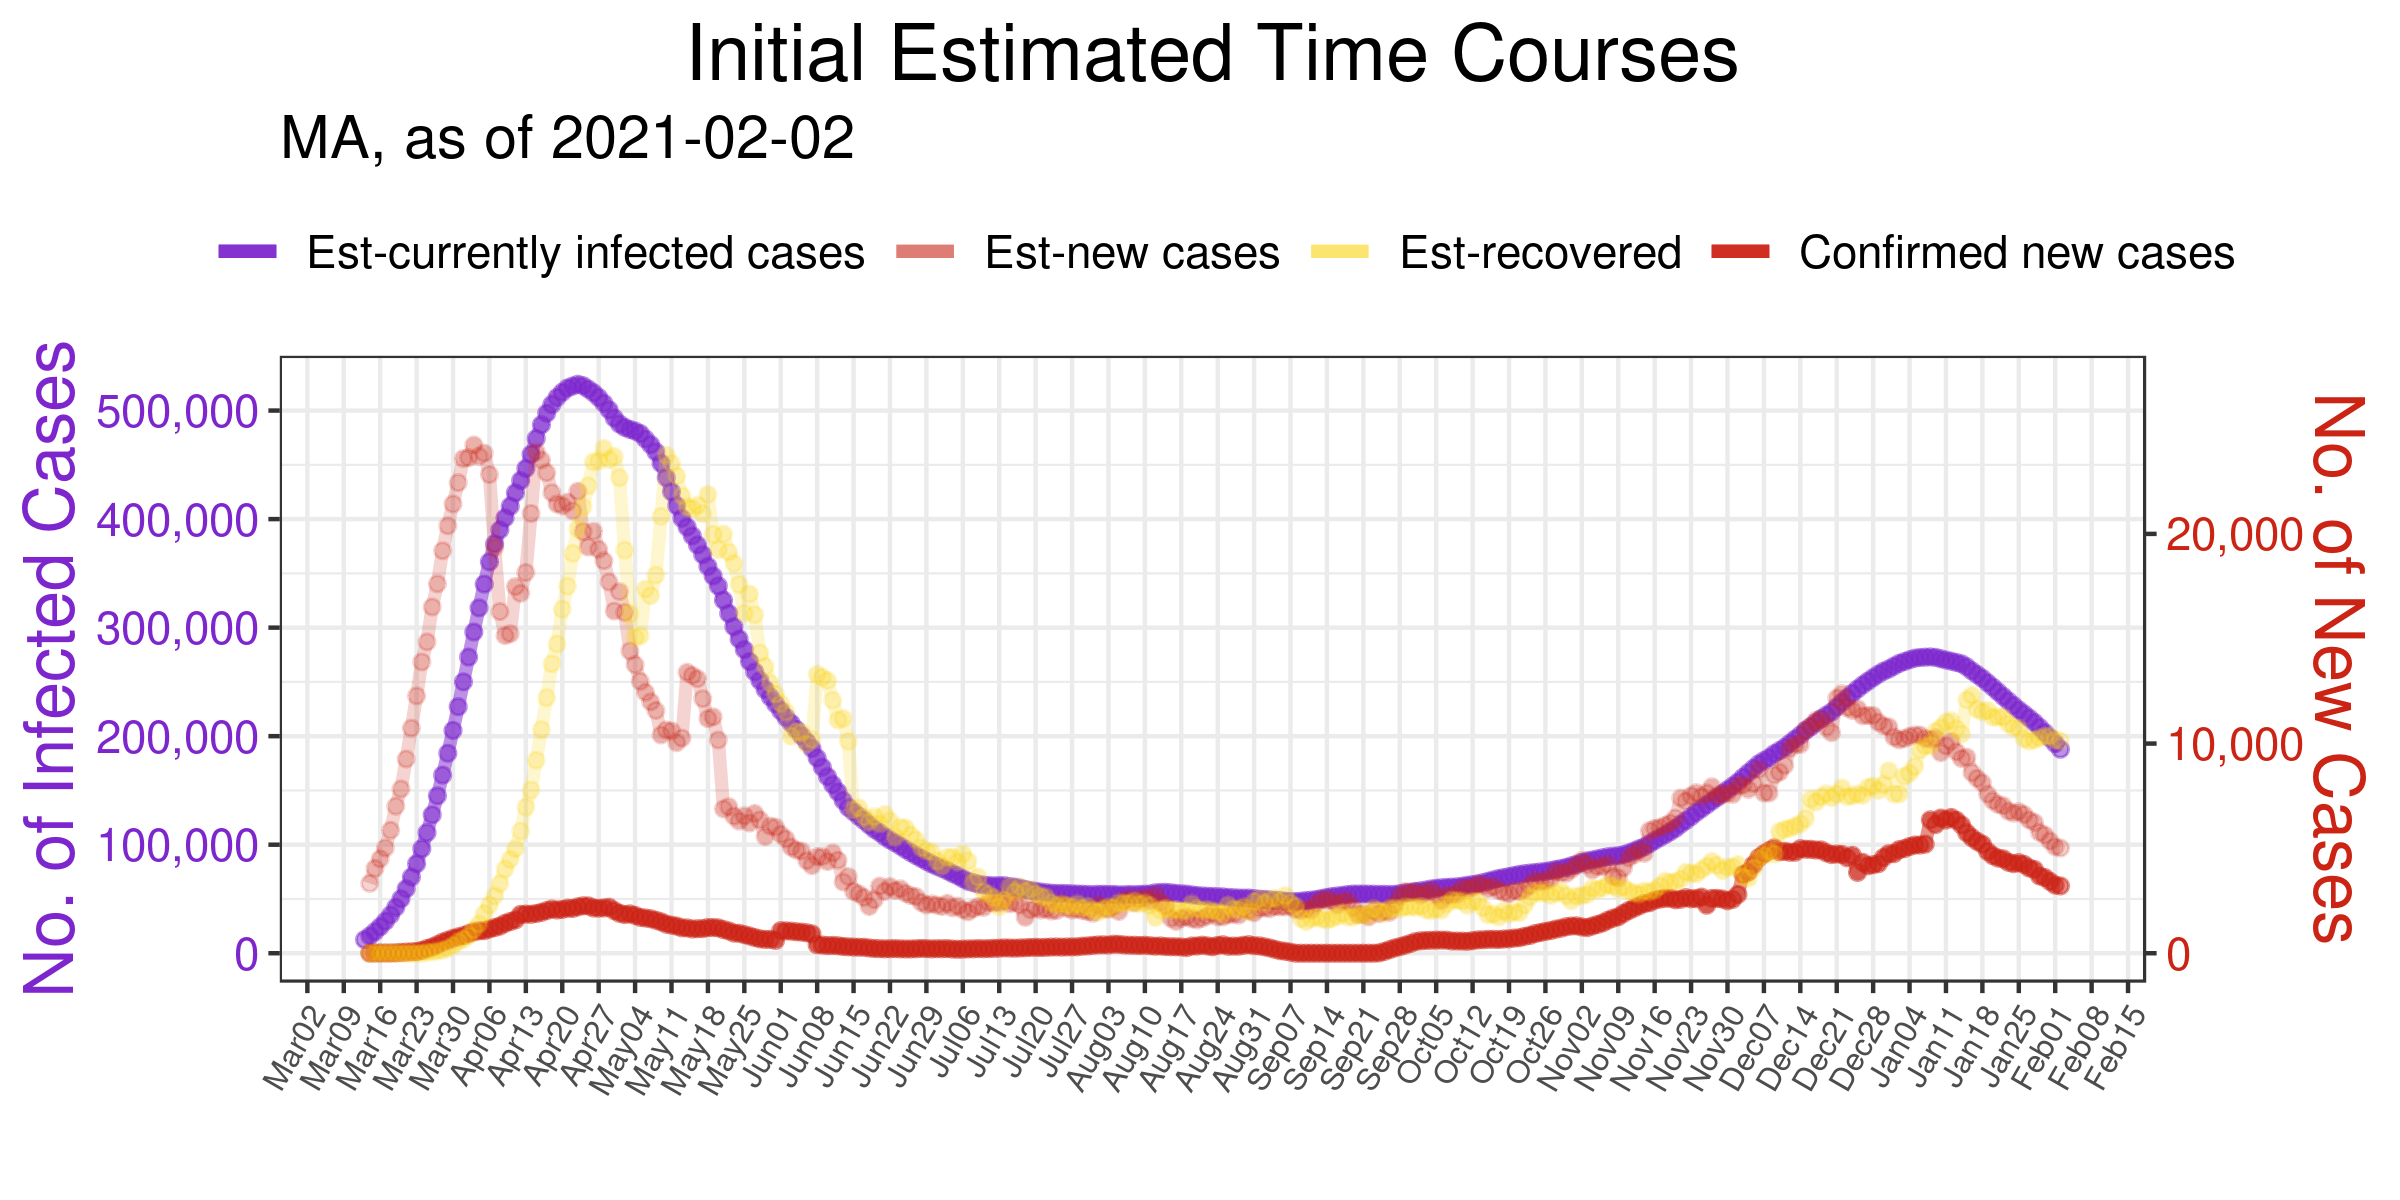 Initial Estimated Time Courses
MA, as of 2021-02-02
Est-currently infected cases Est-new cases Est-recovered Confirmed new cases
No. of Infected Cases
500,000
400,000
300,000
200,000
100,000
0
20,000
10,000
0
No. of New Cases
Mar02 Mar09 Mar16 Mar23 Mar30 Apr06 Apr13 Apr20 Apr27 May04 May11 May18 May25 Jun01 Jun08 Jun15 Jun22 Jun29 Jul06 Jul13 Jul20 Jul27 Aug03 Aug10 Aug17 Aug24 Aug31 Sep07 Sep14 Sep21 Sep28 Oct05 Oct12 Oct19 Oct26 Nov02 Nov09 Nov16 Nov23 Nov30 Dec07 Dec14 Dec21 Dec28 Jan04 Jan11 Jan18 Jan25 Feb01 Feb08 Feb15